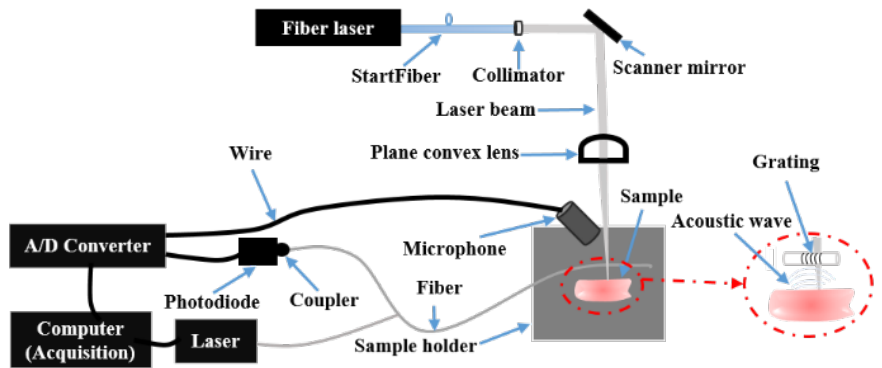 Fiber laser
StartFiber
Collimator
Scanner mirror
Laser beam
Plane convex lens
Wire
Grating
Sample
Acoustic wave
A/D Converter
Microphone
Photodiode
Coupler
Fiber
Computer
(Acquisition)
Laser
Sample holder